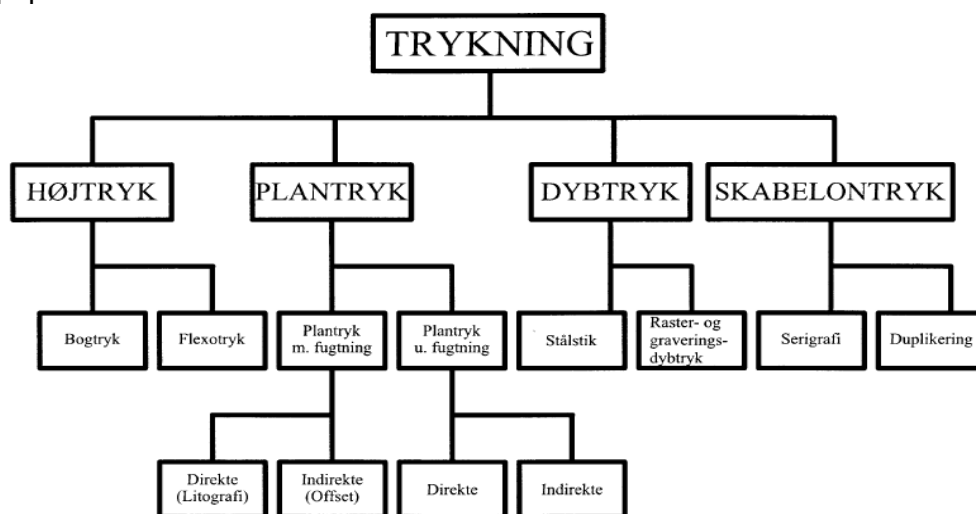 TRYKNING
HØJTRYK
PLANTRYK
DYBTRYK
SKABELONTRYK
Bogtryk
Flexotryk
Plantryk
m. fugtning
Plantryk
u. fugtning
Stålstik
Raster- og
graverings-
dybtryk
Serigrafi
Duplikering
Direkte
(Litografi)
Indirekte
(Offset)
Direkte
Indirekte